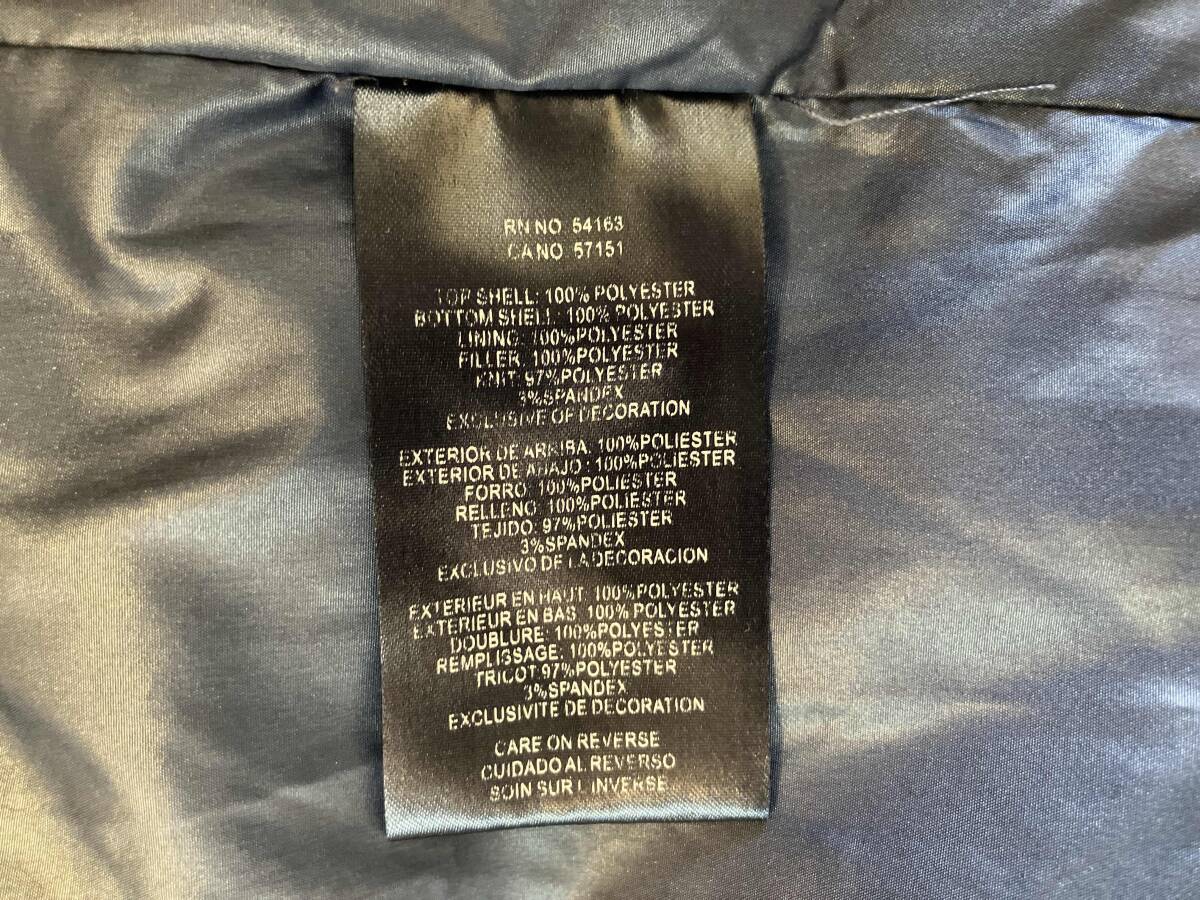 RN NO 54163
CA NO 57151
TOP SHELL: 100% POLYESTER
BOTTOM SHELL: 100% POLYESTER
LINING: 100%POLYESTER
FILLER: 100%POLYESTER
KNIT: 97%POLYESTER
3%SPANDEX
EXCLUSIVE OF DECORATION
EXTERIOR DE ARRIBA: 100%POLIESTER
EXTERIOR DE ABAJO: 100%POLIESTER
FORRO: 100%POLIESTER
RELLENO: 100%POLIESTER
TEJIDO: 97%POLIESTER
3%SPANDEX
EXCLUSIVO DE LA DECORACION
EXTERIEUR EN HAUT: 100%POLYESTER
EXTERIEUR EN BAS: 100% POLYESTER
DOUBLURE: 100%POLYESTER
REMPLISSAGE: 100%POLYESTER
TRICOT: 97%POLYESTER
3%SPANDEX
EXCLUSIVITE DE DECORATION
CARE ON REVERSE
CUIDADO AL REVERSO
SOIN SUR L'INVERSE